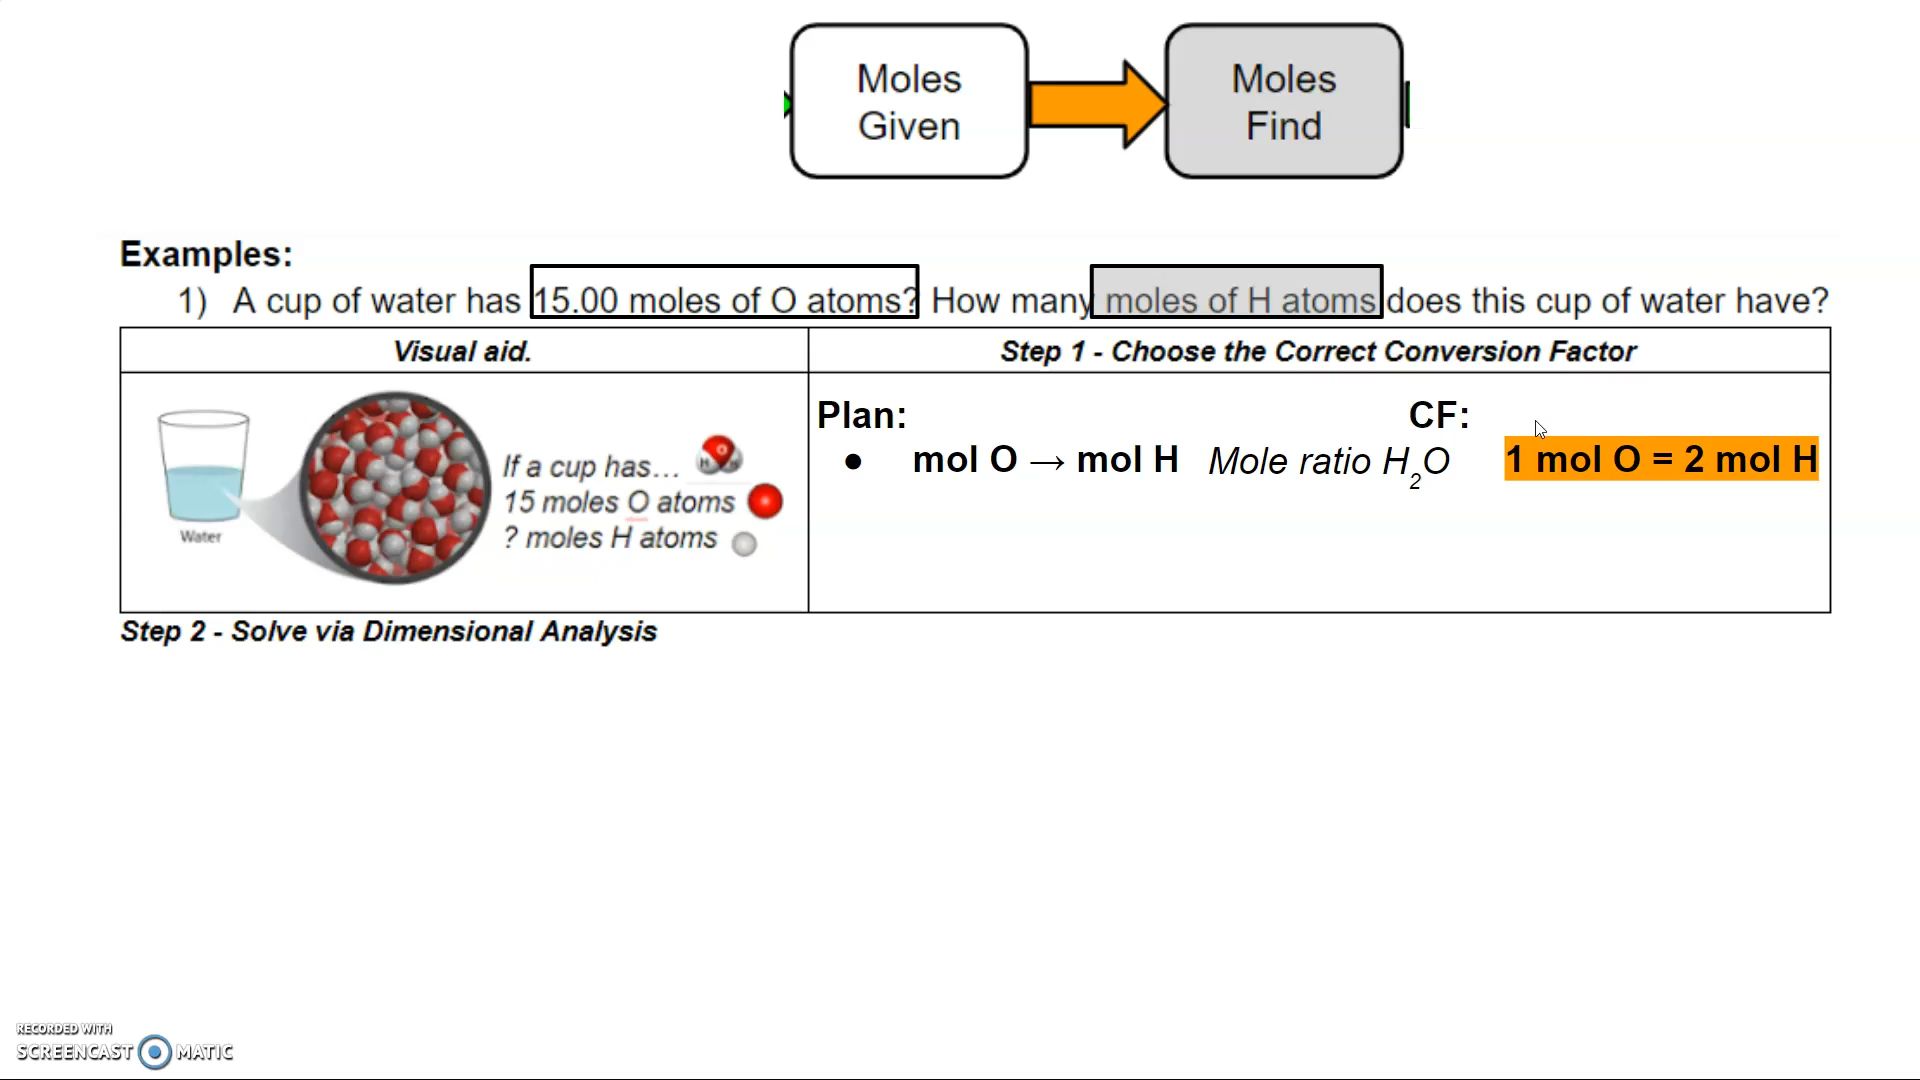 Moles
Given
Moles
Find
Examples:
1) A cup of water has 15.00 moles of O atoms? How many moles of H atoms does this cup of water have?
Visual aid.
Step 1 - Choose the Correct Conversion Factor
Water
If a cup has...
H O H
15 moles O atoms
? moles H atoms
Plan:
CF:
● mol O → mol H Mole ratio H₂O 1 mol O = 2 mol H
Step 2 - Solve via Dimensional Analysis
RECORDED WITH
SCREENCAST MATIC